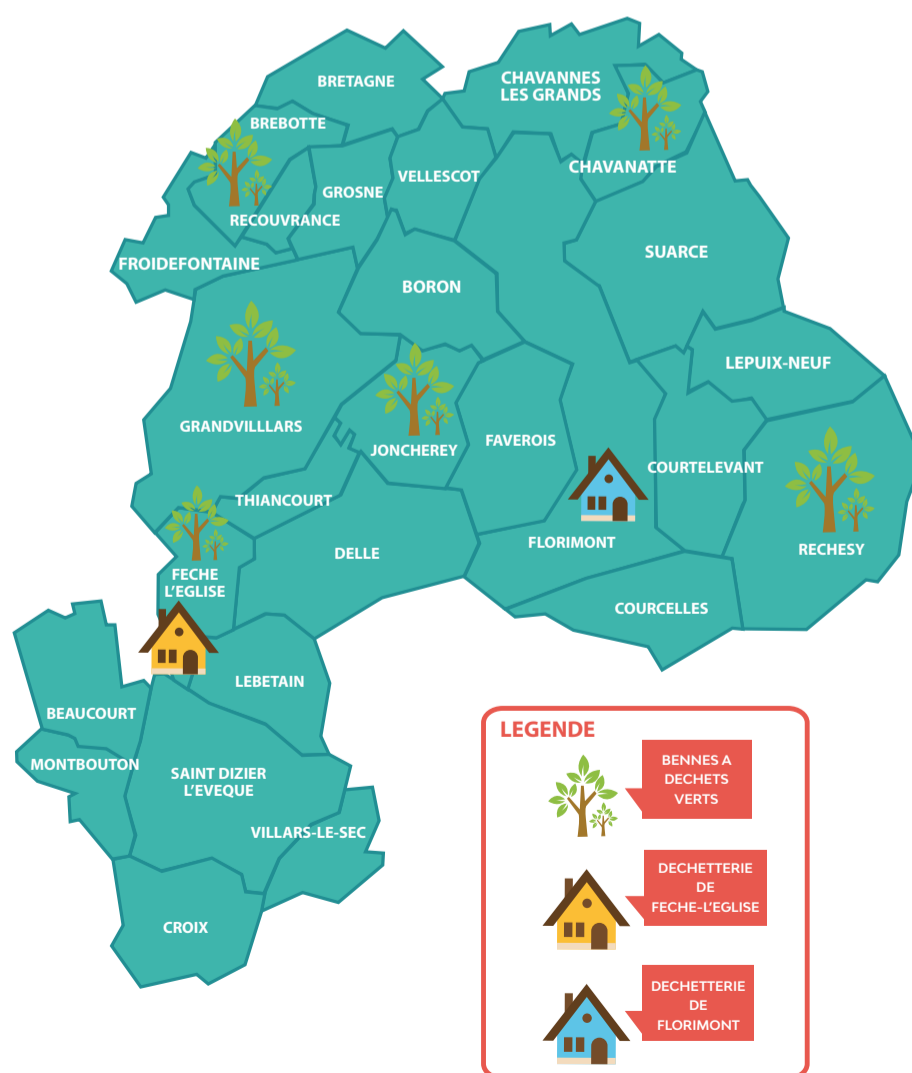 BRETAGNE
CHAVANNES
LES GRANDS
BREBOTTE
CHAVANATTE
VELLESCOT
GROSNE
RECOUVRANCE
SUARCE
FROIDEFONTAINE
BORON
LEPUIX-NEUF
GRANDVILLLARS
JONCHEREY
FAVEROIS
COURTELEVANT
THIANCOURT
DELLE
FLORIMONT
RECHESY
FECHE
L'EGLISE
COURCELLES
LEBETAIN
BEAUCOURT
MONTBOUTON
SAINT DIZIER
L'EVEQUE
VILLARS-LE-SEC
CROIX
LEGENDE
BENNES A
DECHETS
VERTS
DECHETTERIE
DE
FECHE-L'EGLISE
DECHETTERIE
DE
FLORIMONT